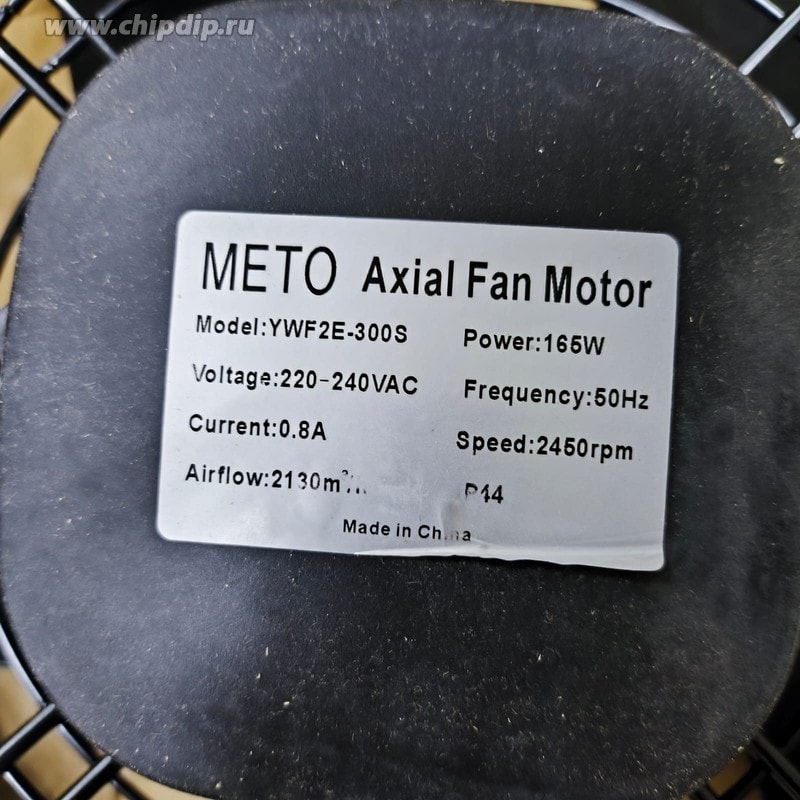 www.chipdip.ru
METO Axial Fan Motor
Model:YWF2E-300S Power:165W
Voltage:220-240VAC Frequency:50Hz
Current:0.8A Speed:2450rpm
Airflow:2130m³/
Made in China